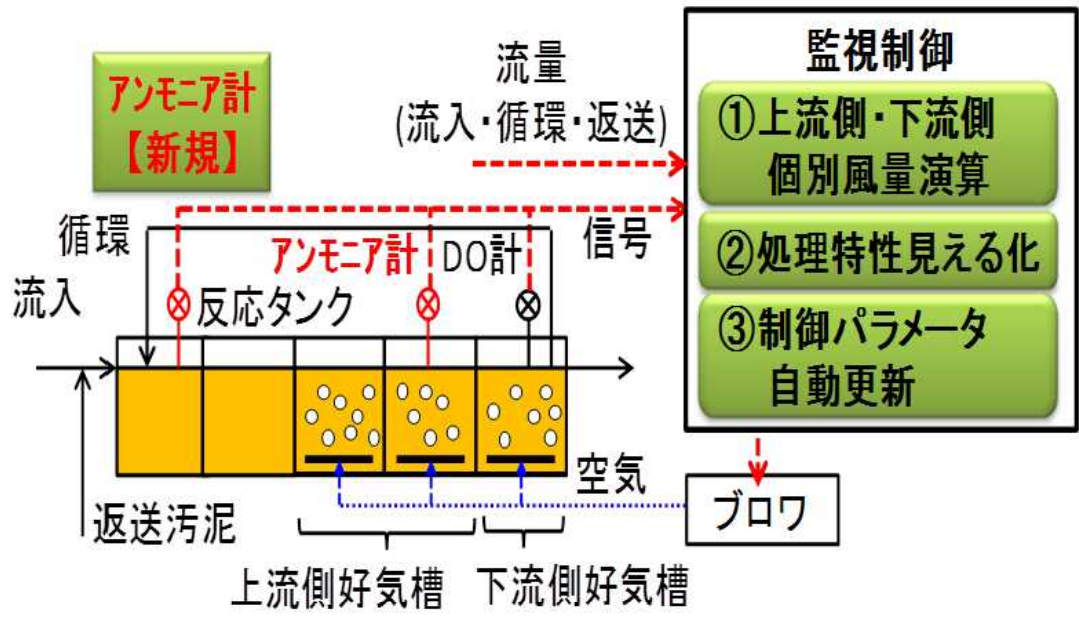 アンモニア計
【新規】
流量
(流入・循環・返送)
監視制御
①上流側・下流側
個別風量演算
②処理特性見える化
③制御パラメータ
自動更新
循環
アンモニア計
DO計
信号
流入
反応タンク
空気
ブロワ
返送汚泥
上流側好気槽
下流側好気槽